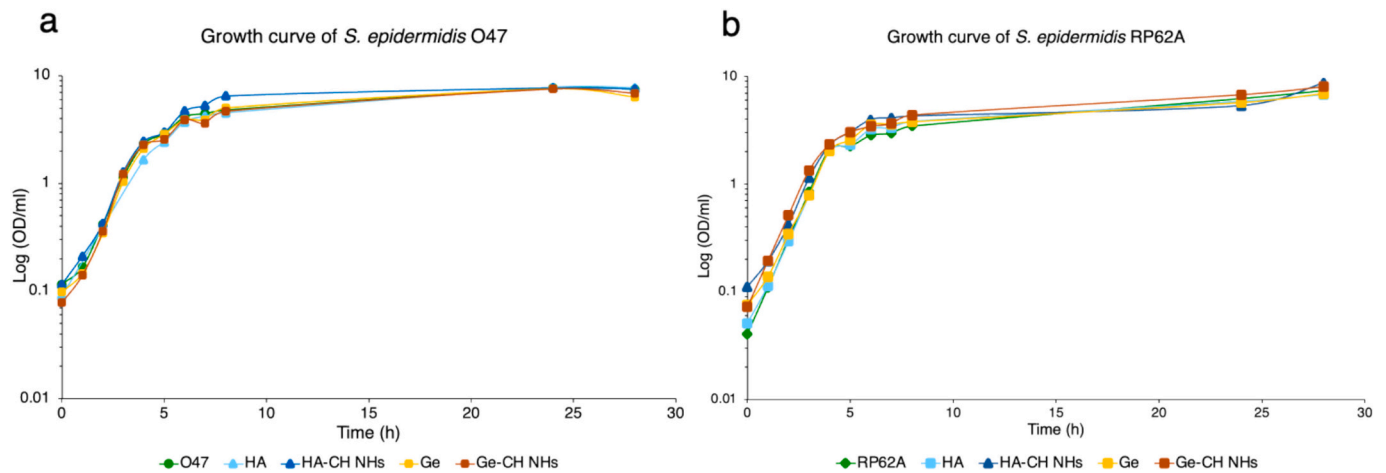 a
Growth curve of S. epidermidis O47
10
1
0.1
0.01
Log (OD/ml)
0 5 10 15 20 25 30
Time (h)
O47 HA HA-CH NHs Ge Ge-CH NHs
b
Growth curve of S. epidermidis RP62A
10
1
0.1
0.01
Log (OD/ml)
0 5 10 15 20 25 30
Time (h)
RP62A HA HA-CH NHs Ge Ge-CH NHs